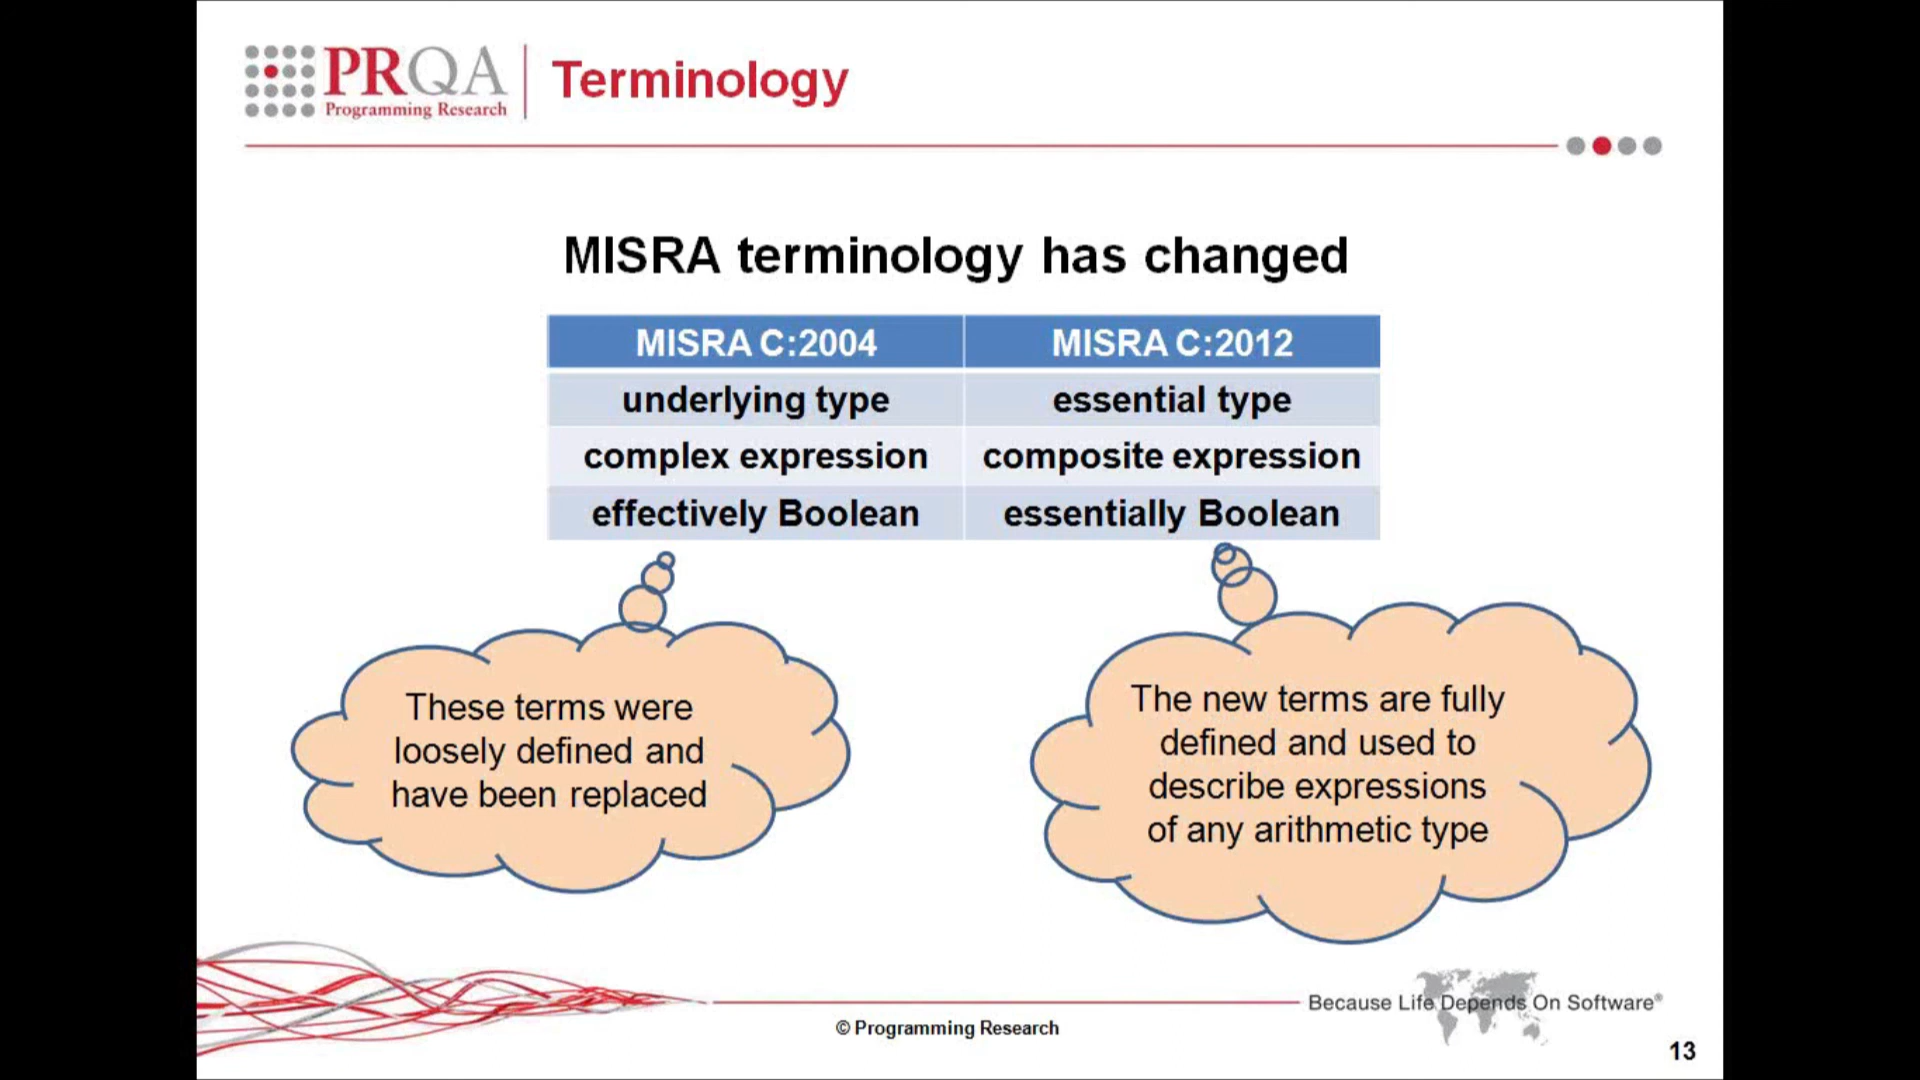 PRQA
Programming Research
Terminology
MISRA terminology has changed
MISRA C:2004 MISRA C:2012
underlying type essential type
complex expression composite expression
effectively Boolean essentially Boolean
These terms were
loosely defined and
have been replaced
The new terms are fully
defined and used to
describe expressions
of any arithmetic type
Because Life Depends On Software®
© Programming Research
13